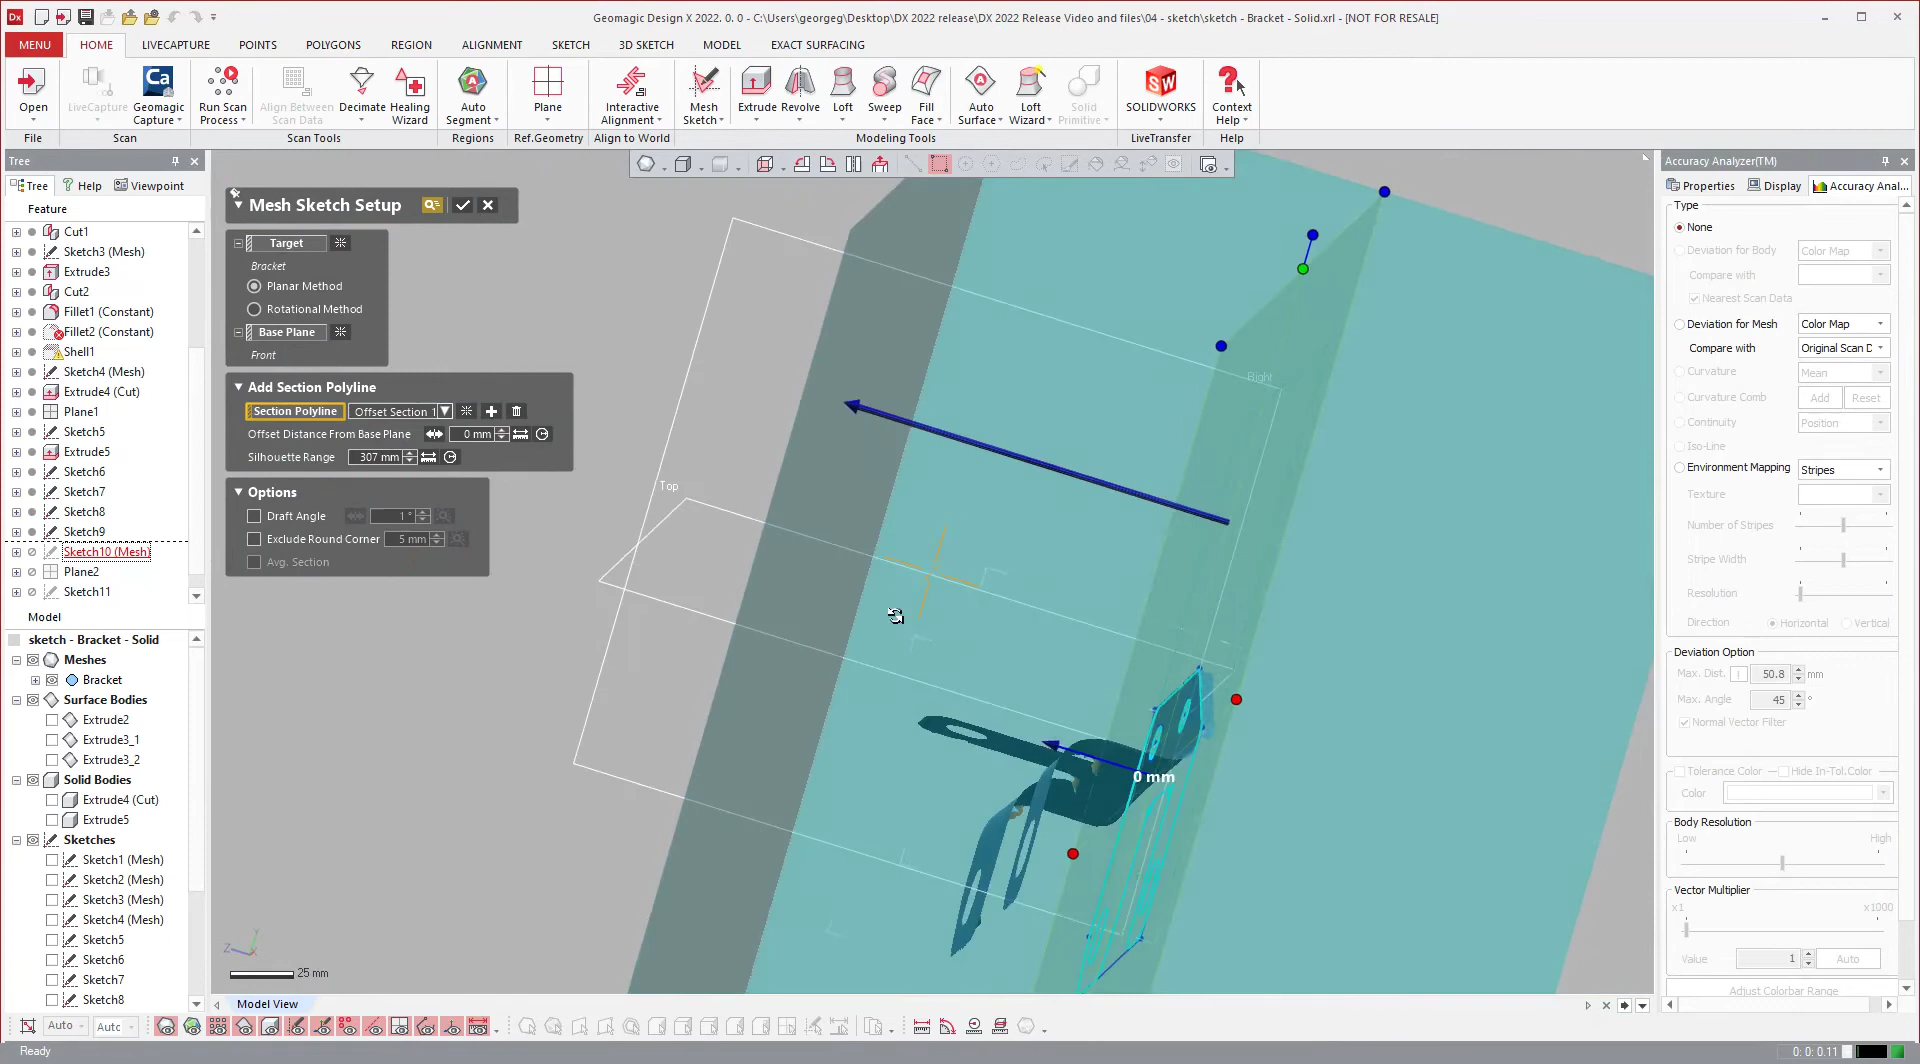 Geomagic Design X 2022. 0. 0 - C:\Users\georgeg\Desktop\DX 2022 release\DX 2022 Release Video and files\04 - sketch\sketch - Bracket - Solid.xrl - [NOT FOR RESALE]
MENU HOME LIVECAPTURE POINTS POLYGONS REGION ALIGNMENT SKETCH 3D SKETCH MODEL EXACT SURFACING
Open LiveCapture Geomagic Capture Run Scan Process Align Between Scan Data Decimate Healing Wizard Auto Segment Plane Interactive Alignment Mesh Sketch Extrude Revolve Loft Sweep Fill Face Auto Surface Loft Wizard Solid Primitive SOLIDWORKS Context Help
File Scan Scan Tools Regions Ref.Geometry Align to World Modeling Tools LiveTransfer Help
Tree
Tree Help Viewpoint
Feature
Cut1
Sketch3 (Mesh)
Extrude3
Cut2
Fillet1 (Constant)
Fillet2 (Constant)
Shell1
Sketch4 (Mesh)
Extrude4 (Cut)
Plane1
Sketch5
Extrude5
Sketch6
Sketch7
Sketch8
Sketch9
Sketch10 (Mesh)
Plane2
Sketch11
Model
sketch - Bracket - Solid
Meshes
Bracket
Surface Bodies
Extrude2
Extrude3_1
Extrude3_2
Solid Bodies
Extrude4 (Cut)
Extrude5
Sketches
Sketch1 (Mesh)
Sketch2 (Mesh)
Sketch3 (Mesh)
Sketch4 (Mesh)
Sketch5
Sketch6
Sketch7
Sketch8
Mesh Sketch Setup
Target
Bracket
Planar Method
Rotational Method
Base Plane
Front
Add Section Polyline
Section Polyline Offset Section 1
Offset Distance From Base Plane 0 mm
Silhouette Range 307 mm
Options
Draft Angle 1 °
Exclude Round Corner 5 mm
Avg. Section
Right
Top
0 mm
Z Y
25 mm
Model View
Accuracy Analyzer(TM)
Properties Display Accuracy Anal...
Type
None
Deviation for Body Color Map
Compare with
Nearest Scan Data
Deviation for Mesh Color Map
Compare with Original Scan D
Curvature Mean
Curvature Comb Add Reset
Continuity Position
Iso-Line
Environment Mapping Stripes
Texture
Number of Stripes
Stripe Width
Resolution
Direction Horizontal Vertical
Deviation Option
Max. Dist. ! 50.8 mm
Max. Angle 45 °
Normal Vector Filter
Tolerance Color Hide In-Tol.Color
Color
Body Resolution
Low High
Vector Multiplier
x1 x1000
Value 1 Auto
Adjust Colorbar Range
Auto Autc
Ready
0: 0: 0.11